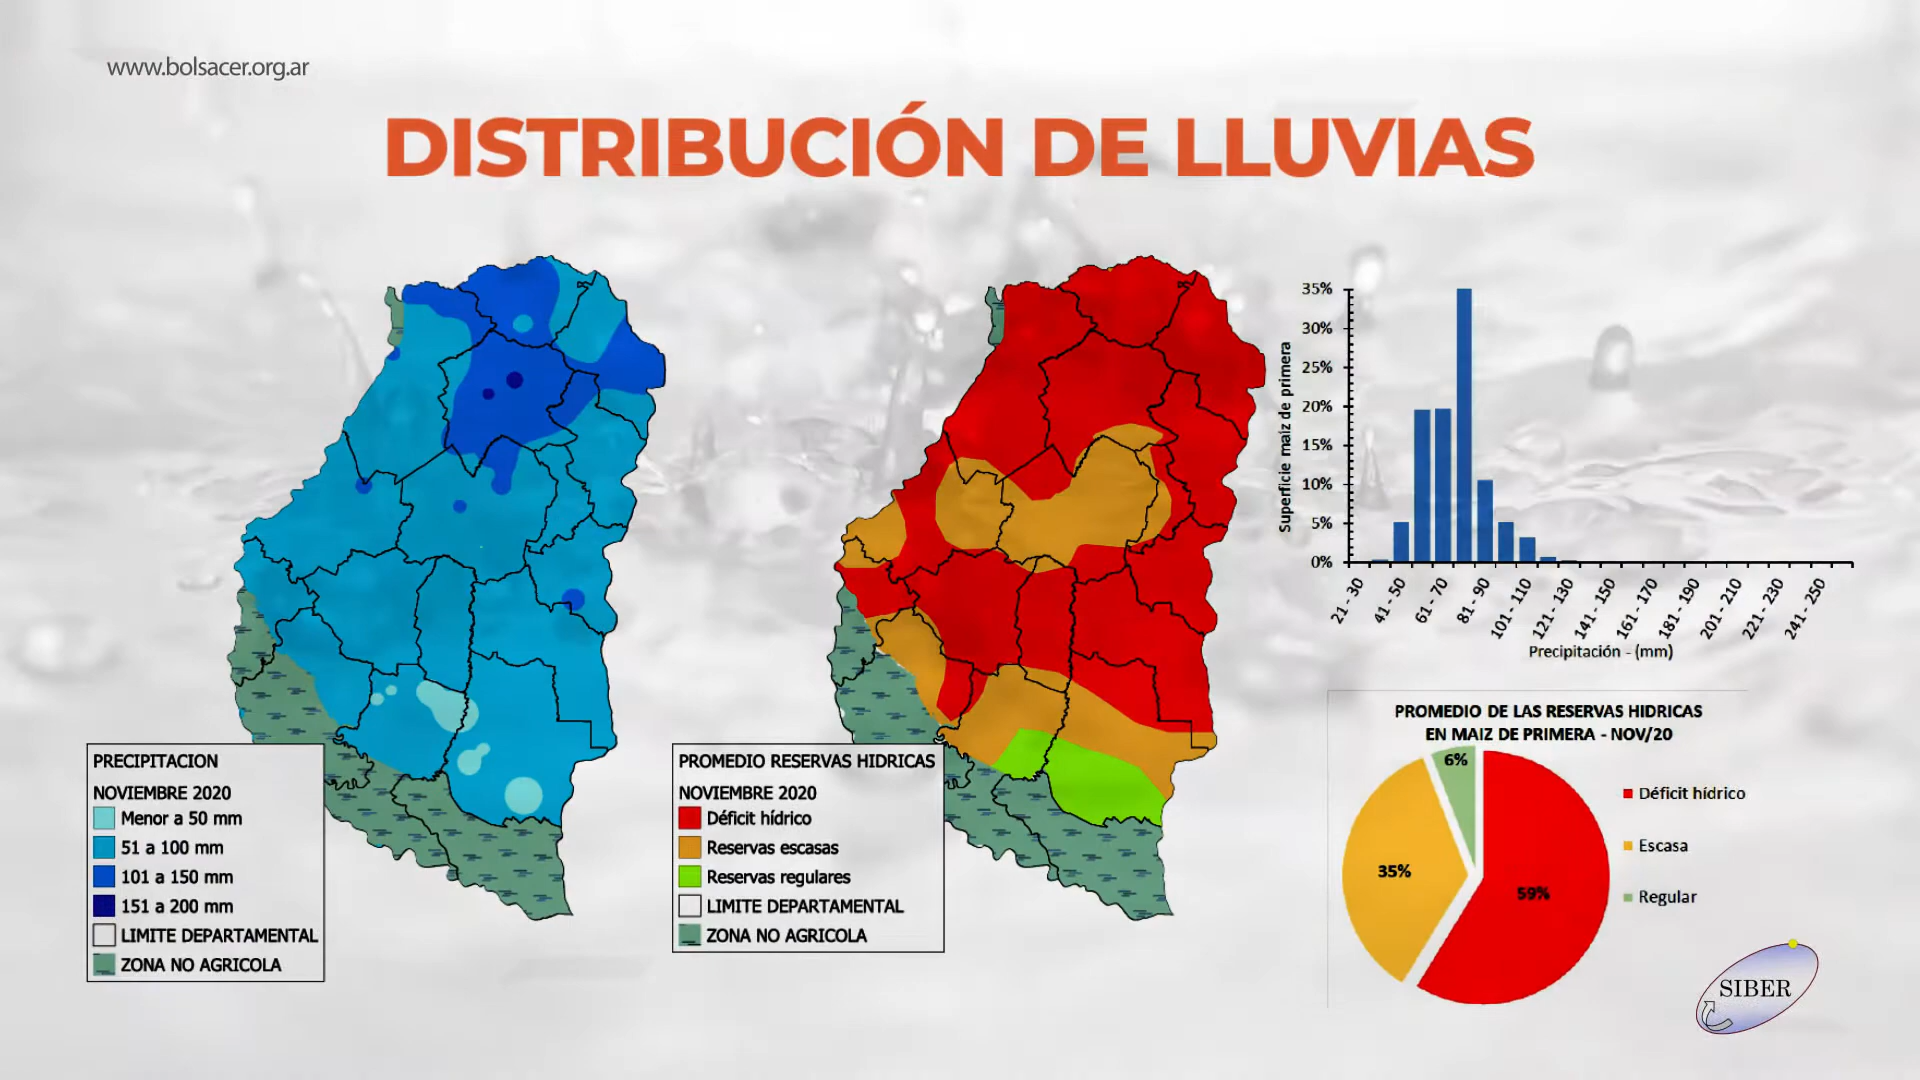 www.bolsacer.org.ar
DISTRIBUCIÓN DE LLUVIAS
PRECIPITACION
NOVIEMBRE 2020
Menor a 50 mm
51 a 100 mm
101 a 150 mm
151 a 200 mm
LIMITE DEPARTAMENTAL
ZONA NO AGRICOLA
PROMEDIO RESERVAS HIDRICAS
NOVIEMBRE 2020
Déficit hídrico
Reservas escasas
Reservas regulares
LIMITE DEPARTAMENTAL
ZONA NO AGRICOLA
Superficie maíz de primera
35%
30%
25%
20%
15%
10%
5%
0%
21 - 30
41 - 50
61 - 70
81 - 90
101 - 110
121 - 130
141 - 150
161 - 170
181 - 190
201 - 210
221 - 230
241 - 250
Precipitación - (mm)
PROMEDIO DE LAS RESERVAS HIDRICAS
EN MAIZ DE PRIMERA - NOV/20
6%
35%
59%
Déficit hídrico
Escasa
Regular
SIBER